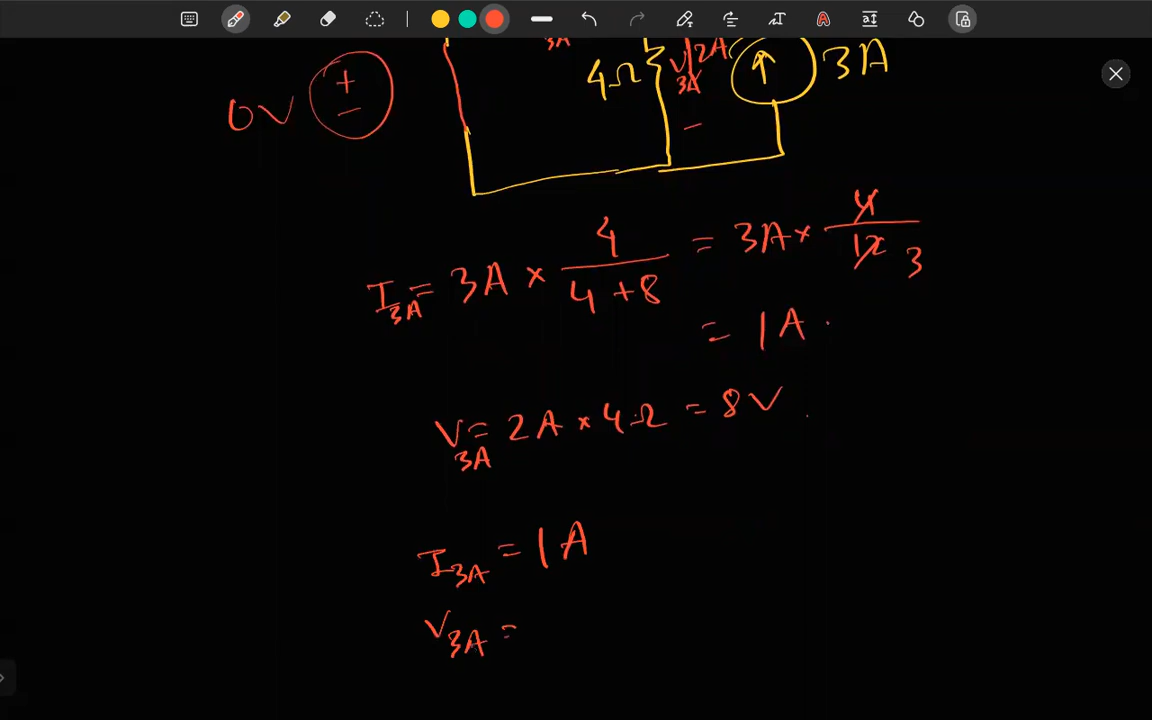 3A
4Ω V 2A 3A
3A
0V + −
−
I3A = 3A × 4/(4+8) = 3A × 4/12 3
= 1A.
V3A = 2A × 4Ω = 8V.
I3A = 1A
V3A =